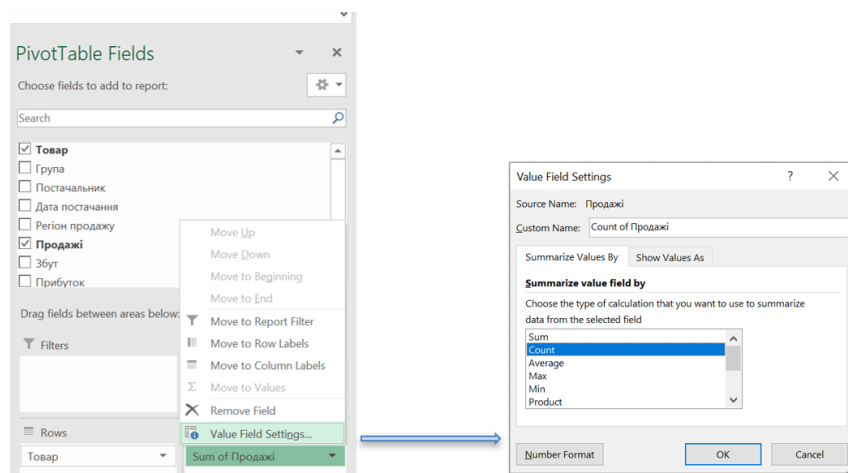 PivotTable Fields
Choose fields to add to report:
Search
Товар
Група
Постачальник
Дата постачання
Регіон продажу
Продажі
Збут
Прибуток
Drag fields between areas below:
Filters
Rows
Товар
Move Up
Move Down
Move to Beginning
Move to End
Move to Report Filter
Move to Row Labels
Move to Column Labels
Σ Move to Values
Remove Field
Value Field Settings...
Sum of Продажі
Value Field Settings ?
Source Name: Продажі
Custom Name: Count of Продажі
Summarize Values By Show Values As
Summarize value field by
Choose the type of calculation that you want to use to summarize
data from the selected field
Sum
Count
Average
Max
Min
Product
Number Format OK Cancel